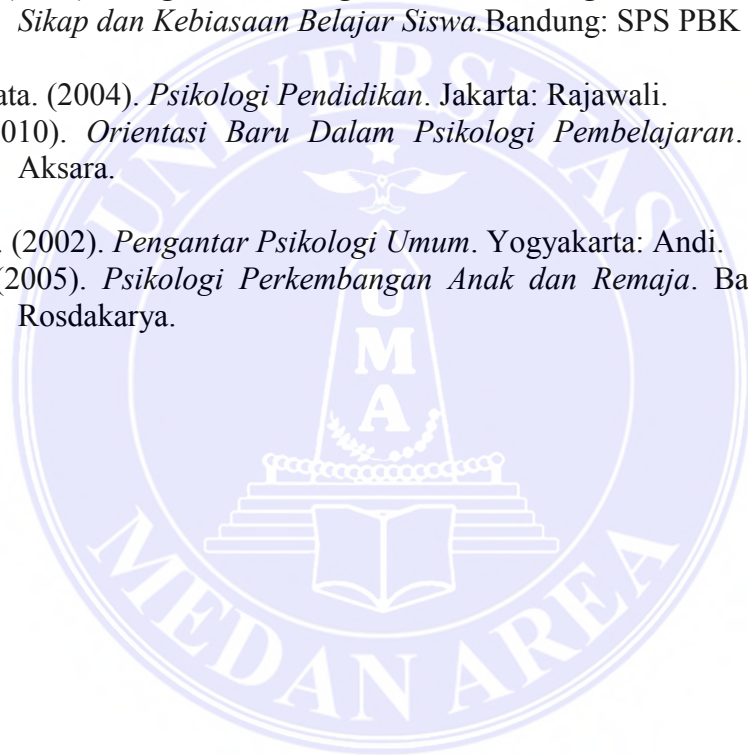 Sikap dan Kebiasaan Belajar Siswa.Bandung: SPS PBK
ata. (2004). Psikologi Pendidikan. Jakarta: Rajawali.
010). Orientasi Baru Dalam Psikologi Pembelajaran.
Aksara.
. (2002). Pengantar Psikologi Umum. Yogyakarta: Andi.
(2005). Psikologi Perkembangan Anak dan Remaja. Ba
Rosdakarya.
UNIVERSITAS
UMA
MEDAN AREA